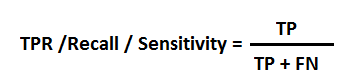 TPR /Recall / Sensitivity = TP
TP + FN